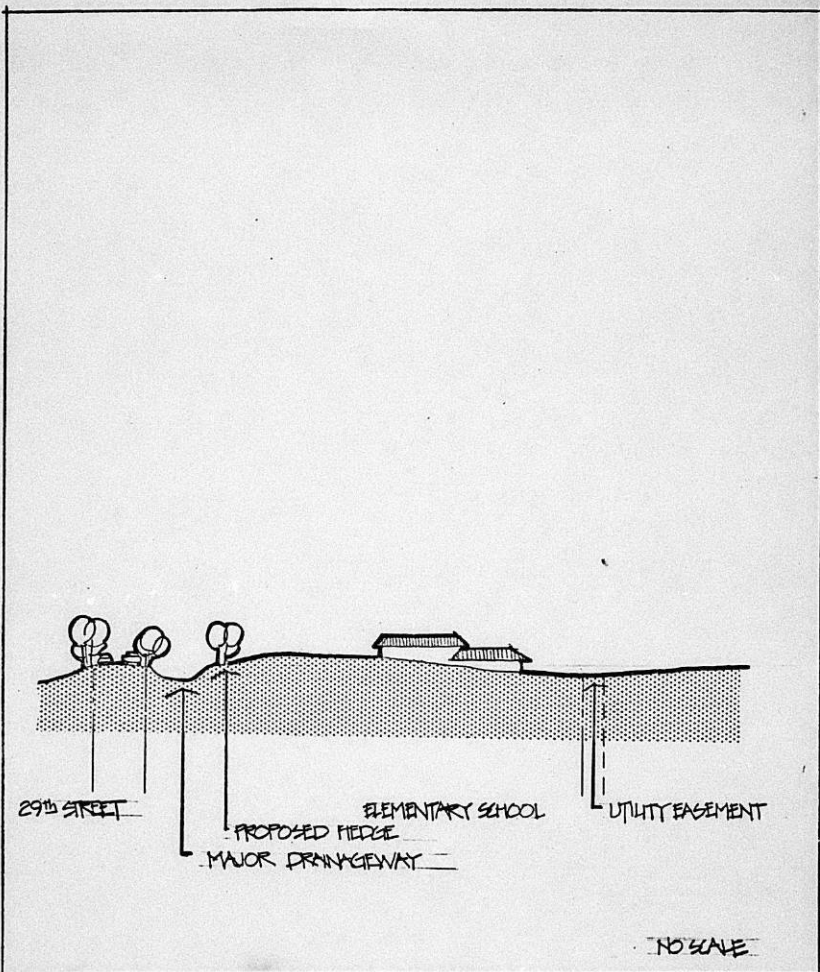 29th STREET
ELEMENTARY SCHOOL
UTILITY EASEMENT
PROPOSED HEDGE
MAJOR DRAINAGEWAY
NO SCALE